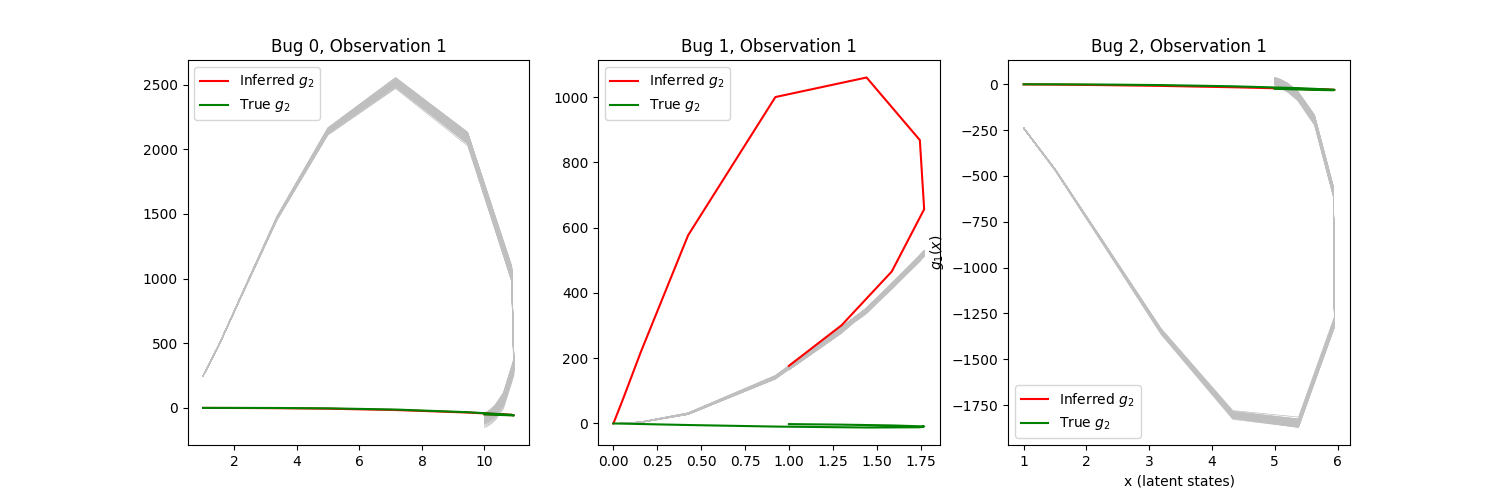 Bug 0, Observation 1
Inferred g₂
True g₂
2500
2000
1500
1000
500
0
2 4 6 8 10
Bug 1, Observation 1
Inferred g₂
True g₂
1000
800
600
400
200
0
0.00 0.25 0.50 0.75 1.00 1.25 1.50 1.75
Bug 2, Observation 1
g₁(x)
0
−250
−500
−750
−1000
−1250
−1500
−1750
Inferred g₂
True g₂
1 2 3 4 5 6
x (latent states)